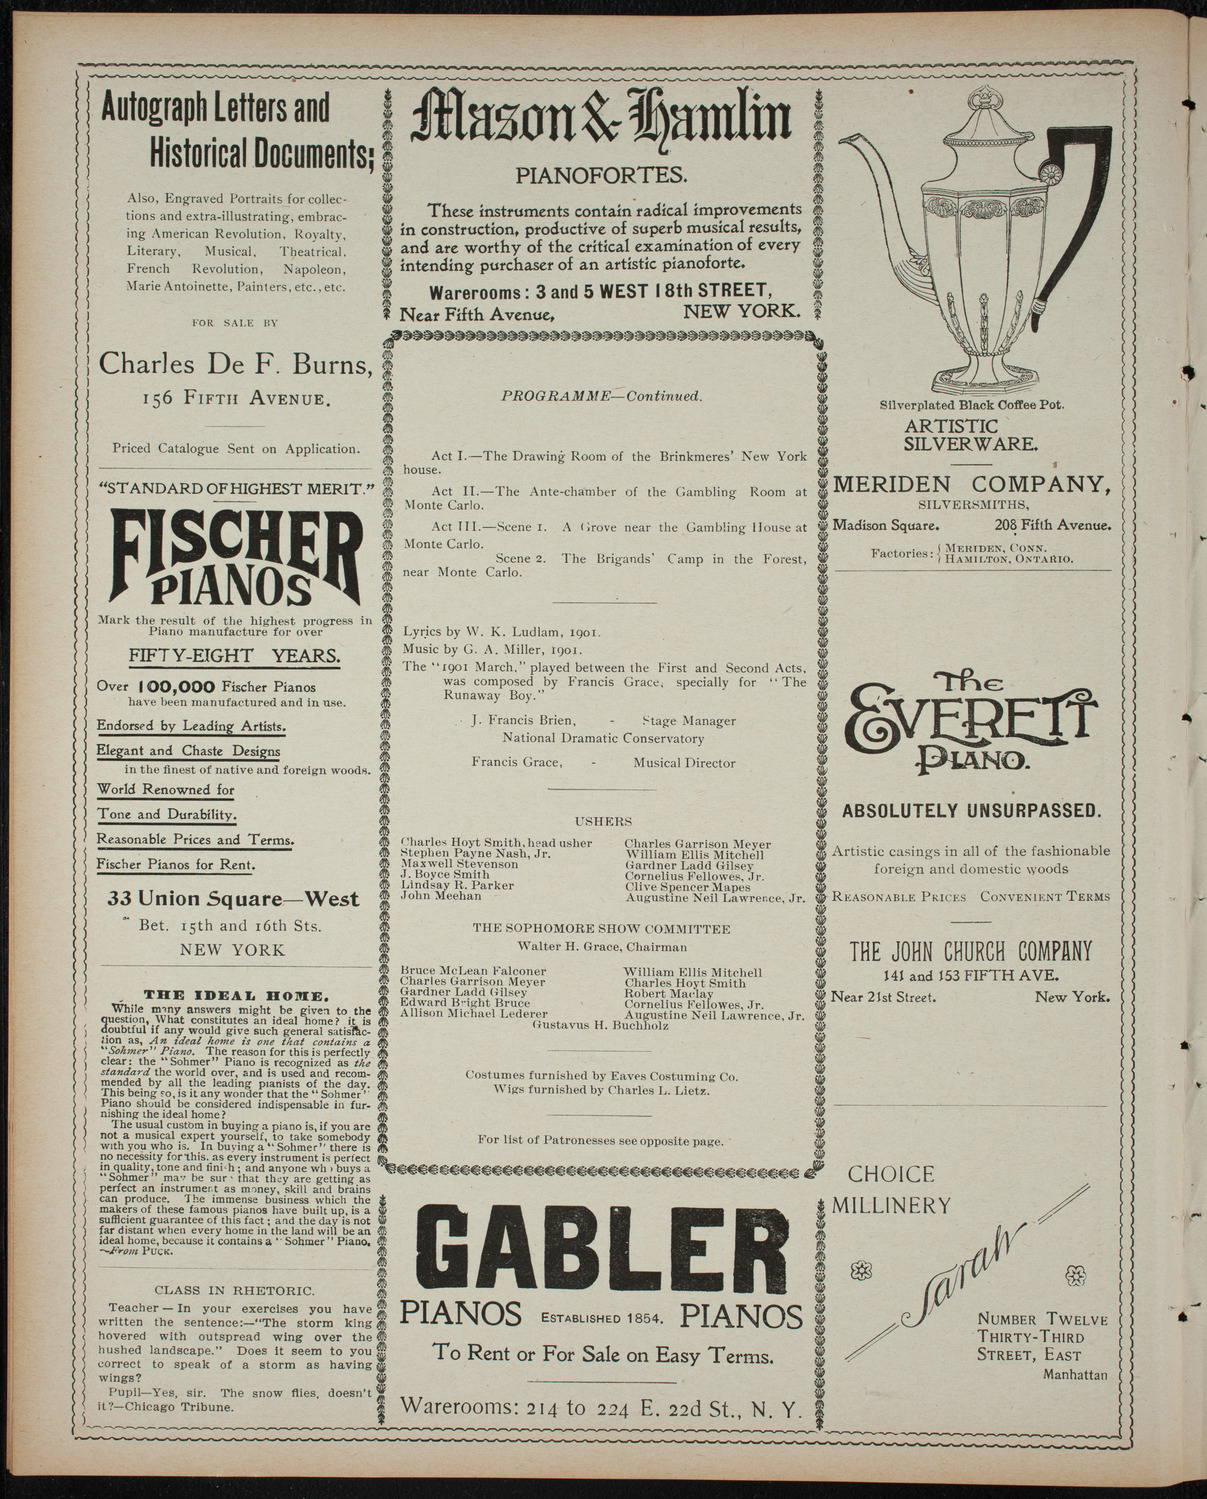 Autograph Letters and
Historical Documents;
Also, Engraved Portraits for collec-
tions and extra-illustrating, embrac-
ing American Revolution, Royalty,
Literary, Musical, Theatrical,
French Revolution, Napoleon,
Marie Antoinette, Painters, etc., etc.
FOR SALE BY
Charles De F. Burns,
156 FIFTH AVENUE.
Priced Catalogue Sent on Application.
"STANDARD OF HIGHEST MERIT."
FISCHER
PIANOS
Mark the result of the highest progress in
Piano manufacture for over
FIFTY-EIGHT YEARS.
Over 100,000 Fischer Pianos
have been manufactured and in use.
Endorsed by Leading Artists.
Elegant and Chaste Designs
in the finest of native and foreign woods.
World Renowned for
Tone and Durability.
Reasonable Prices and Terms.
Fischer Pianos for Rent.
33 Union Square—West
Bet. 15th and 16th Sts.
NEW YORK
THE IDEAL HOME.
While many answers might be given to the
question, What constitutes an ideal home? it is
doubtful if any would give such general satisfac-
tion as, An ideal home is one that contains a
"Sohmer" Piano. The reason for this is perfectly
clear: the "Sohmer" Piano is recognized as the
standard the world over, and is used and recom-
mended by all the leading pianists of the day.
This being so, is it any wonder that the "Sohmer"
Piano should be considered indispensable in fur-
nishing the ideal home?
The usual custom in buying a piano is, if you are
not a musical expert yourself, to take somebody
with you who is. In buying a "Sohmer" there is
no necessity for this, as every instrument is perfect
in quality, tone and finish; and anyone who buys a
"Sohmer" may be sure that they are getting as
perfect an instrument as money, skill and brains
can produce. The immense business which the
makers of these famous pianos have built up, is a
sufficient guarantee of this fact; and the day is not
far distant when every home in the land will be an
ideal home, because it contains a "Sohmer" Piano.
—From PUCK.
CLASS IN RHETORIC.
Teacher—In your exercises you have
written the sentence:—"The storm king
hovered with outspread wing over the
hushed landscape." Does it seem to you
correct to speak of a storm as having
wings?
Pupil—Yes, sir. The snow flies, doesn't
it?—Chicago Tribune.
Mason & Hamlin
PIANOFORTES.
These instruments contain radical improvements
in construction, productive of superb musical results,
and are worthy of the critical examination of every
intending purchaser of an artistic pianoforte.
Warerooms: 3 and 5 WEST 18th STREET,
Near Fifth Avenue, NEW YORK.
PROGRAMME—Continued.
Act I.—The Drawing Room of the Brinkmeres' New York
house.
Act II.—The Ante-chamber of the Gambling Room at
Monte Carlo.
Act III.—Scene 1. A Grove near the Gambling House at
Monte Carlo.
Scene 2. The Brigands' Camp in the Forest,
near Monte Carlo.
Lyrics by W. K. Ludlam, 1901.
Music by G. A. Miller, 1901.
The "1901 March," played between the First and Second Acts,
was composed by Francis Grace, specially for "The
Runaway Boy."
J. Francis Brien, - Stage Manager
National Dramatic Conservatory
Francis Grace, - Musical Director
USHERS
Charles Hoyt Smith, head usher Charles Garrison Meyer
Stephen Payne Nash, Jr. William Ellis Mitchell
Maxwell Stevenson Gardner Ladd Gilsey
J. Boyce Smith Cornelius Fellowes, Jr.
Lindsay R. Parker Clive Spencer Mapes
John Meehan Augustine Neil Lawrence, Jr.
THE SOPHOMORE SHOW COMMITTEE
Walter H. Grace, Chairman
Bruce McLean Falconer William Ellis Mitchell
Charles Garrison Meyer Charles Hoyt Smith
Gardner Ladd Gilsey Robert Maclay
Edward Bright Bruce Cornelius Fellowes, Jr.
Allison Michael Lederer Augustine Neil Lawrence, Jr.
Gustavus H. Buchholz
Costumes furnished by Eaves Costuming Co.
Wigs furnished by Charles L. Lietz.
For list of Patronesses see opposite page.
GABLER
PIANOS ESTABLISHED 1854. PIANOS
To Rent or For Sale on Easy Terms.
Warerooms: 214 to 224 E. 22d St., N. Y.
Silverplated Black Coffee Pot.
ARTISTIC
SILVERWARE.
MERIDEN COMPANY,
SILVERSMITHS,
Madison Square. 208 Fifth Avenue.
Factories: { MERIDEN, CONN.
HAMILTON, ONTARIO.
The
EVERETT
PIANO.
ABSOLUTELY UNSURPASSED.
Artistic casings in all of the fashionable
foreign and domestic woods
REASONABLE PRICES CONVENIENT TERMS
THE JOHN CHURCH COMPANY
141 and 153 FIFTH AVE.
Near 21st Street. New York.
CHOICE
MILLINERY
Sarah
NUMBER TWELVE
THIRTY-THIRD
STREET, EAST
Manhattan